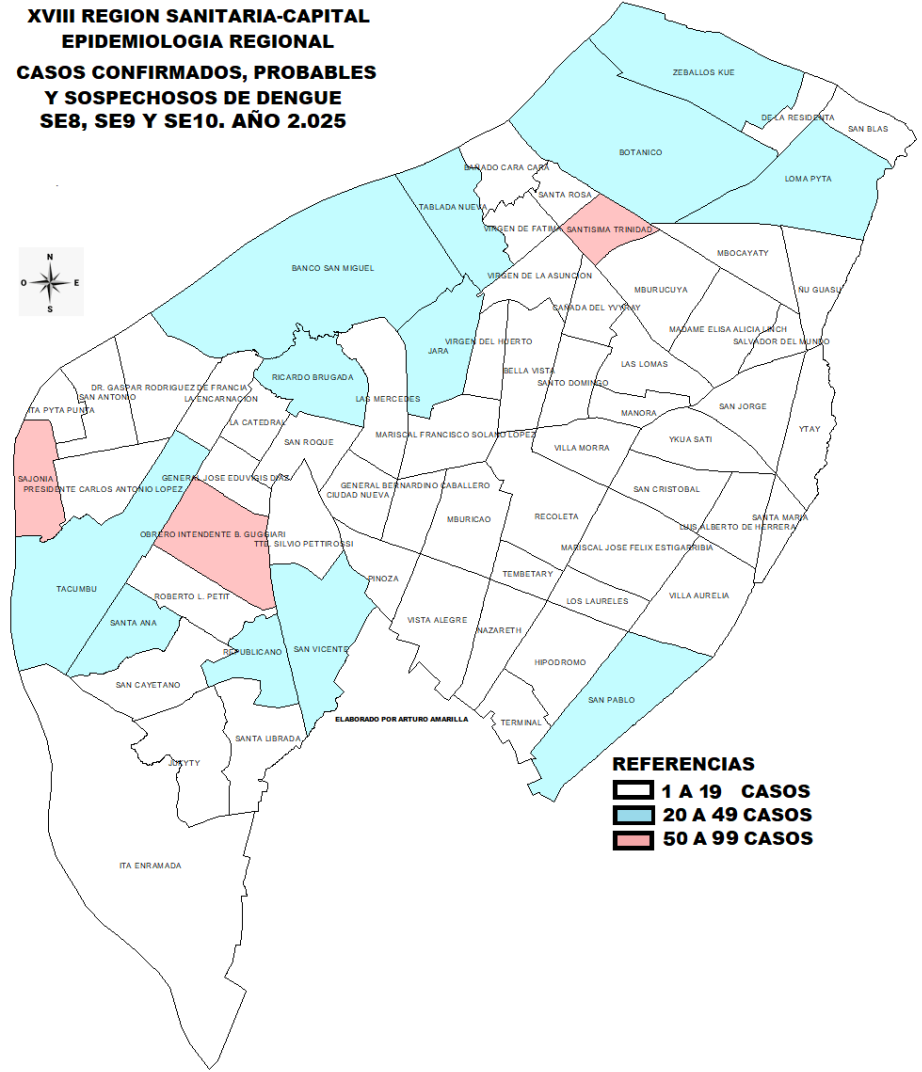 XVIII REGION SANITARIA-CAPITAL
EPIDEMIOLOGIA REGIONAL
CASOS CONFIRMADOS, PROBABLES
Y SOSPECHOSOS DE DENGUE
SE8, SE9 Y SE10. AÑO 2.025
ZEBALLOS KUE
DE LA RESIDENTA
SAN BLAS
BOTANICO
BAÑADO CARA CARA
LOMA PYTA
SANTA ROSA
TABLADA NUEVA
VIRGEN DE FATIMA
SANTISIMA TRINIDAD
MBOCAYATY
N
O
E
S
BANCO SAN MIGUEL
VIRGEN DE LA ASUNCION
MBURUCUYA
ÑU GUASU
CAÑADA DEL YVYRAY
MADAME ELISA ALICIA LINCH
VIRGEN DEL HUERTO
SALVADOR DEL MUNDO
JARA
LAS LOMAS
BELLA VISTA
RICARDO BRUGADA
SANTO DOMINGO
DR. GASPAR RODRIGUEZ DE FRANCIA
SAN ANTONIO
LA ENCARNACION
LAS MERCEDES
ITA PYTA PUNTA
SAN JORGE
MANORA
LA CATEDRAL
YTAY
MARISCAL FRANCISCO SOLANO LOPEZ
SAN ROQUE
YKUA SATI
VILLA MORRA
SAJONIA
GENERAL JOSE EDUVIGIS DIAZ
PRESIDENTE CARLOS ANTONIO LOPEZ
GENERAL BERNARDINO CABALLERO
SAN CRISTOBAL
CIUDAD NUEVA
MBURICAO
RECOLETA
SANTA MARIA
LUIS ALBERTO DE HERRERA
OBRERO INTENDENTE B. GUGGIARI
TTE. SILVIO PETTIROSSI
MARISCAL JOSE FELIX ESTIGARRIBIA
TEMBETARY
PINOZA
TACUMBU
ROBERTO L. PETIT
VILLA AURELIA
LOS LAURELES
SANTA ANA
VISTA ALEGRE
NAZARETH
REPUBLICANO
SAN VICENTE
HIPODROMO
SAN CAYETANO
SAN PABLO
ELABORADO POR ARTURO AMARILLA
TERMINAL
SANTA LIBRADA
JUKYTY
REFERENCIAS
1 A 19 CASOS
20 A 49 CASOS
50 A 99 CASOS
ITA ENRAMADA